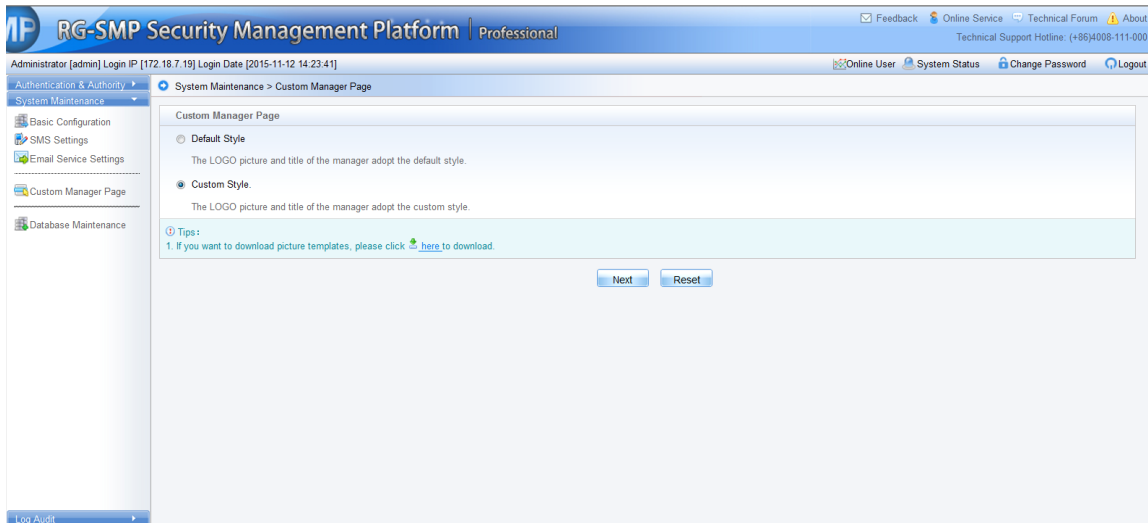 MP RG-SMP Security Management Platform | Professional
Feedback Online Service Technical Forum About
Technical Support Hotline: (+86)4008-111-000
Administrator [admin] Login IP [172.18.7.19] Login Date [2015-11-12 14:23:41]
Online User System Status Change Password Logout
Authentication & Authority
System Maintenance > Custom Manager Page
System Maintenance
Basic Configuration
SMS Settings
Email Service Settings
Custom Manager Page
Database Maintenance
Custom Manager Page
Default Style
The LOGO picture and title of the manager adopt the default style.
Custom Style.
The LOGO picture and title of the manager adopt the custom style.
Tips:
1. If you want to download picture templates, please click here to download.
Next Reset
Log Audit